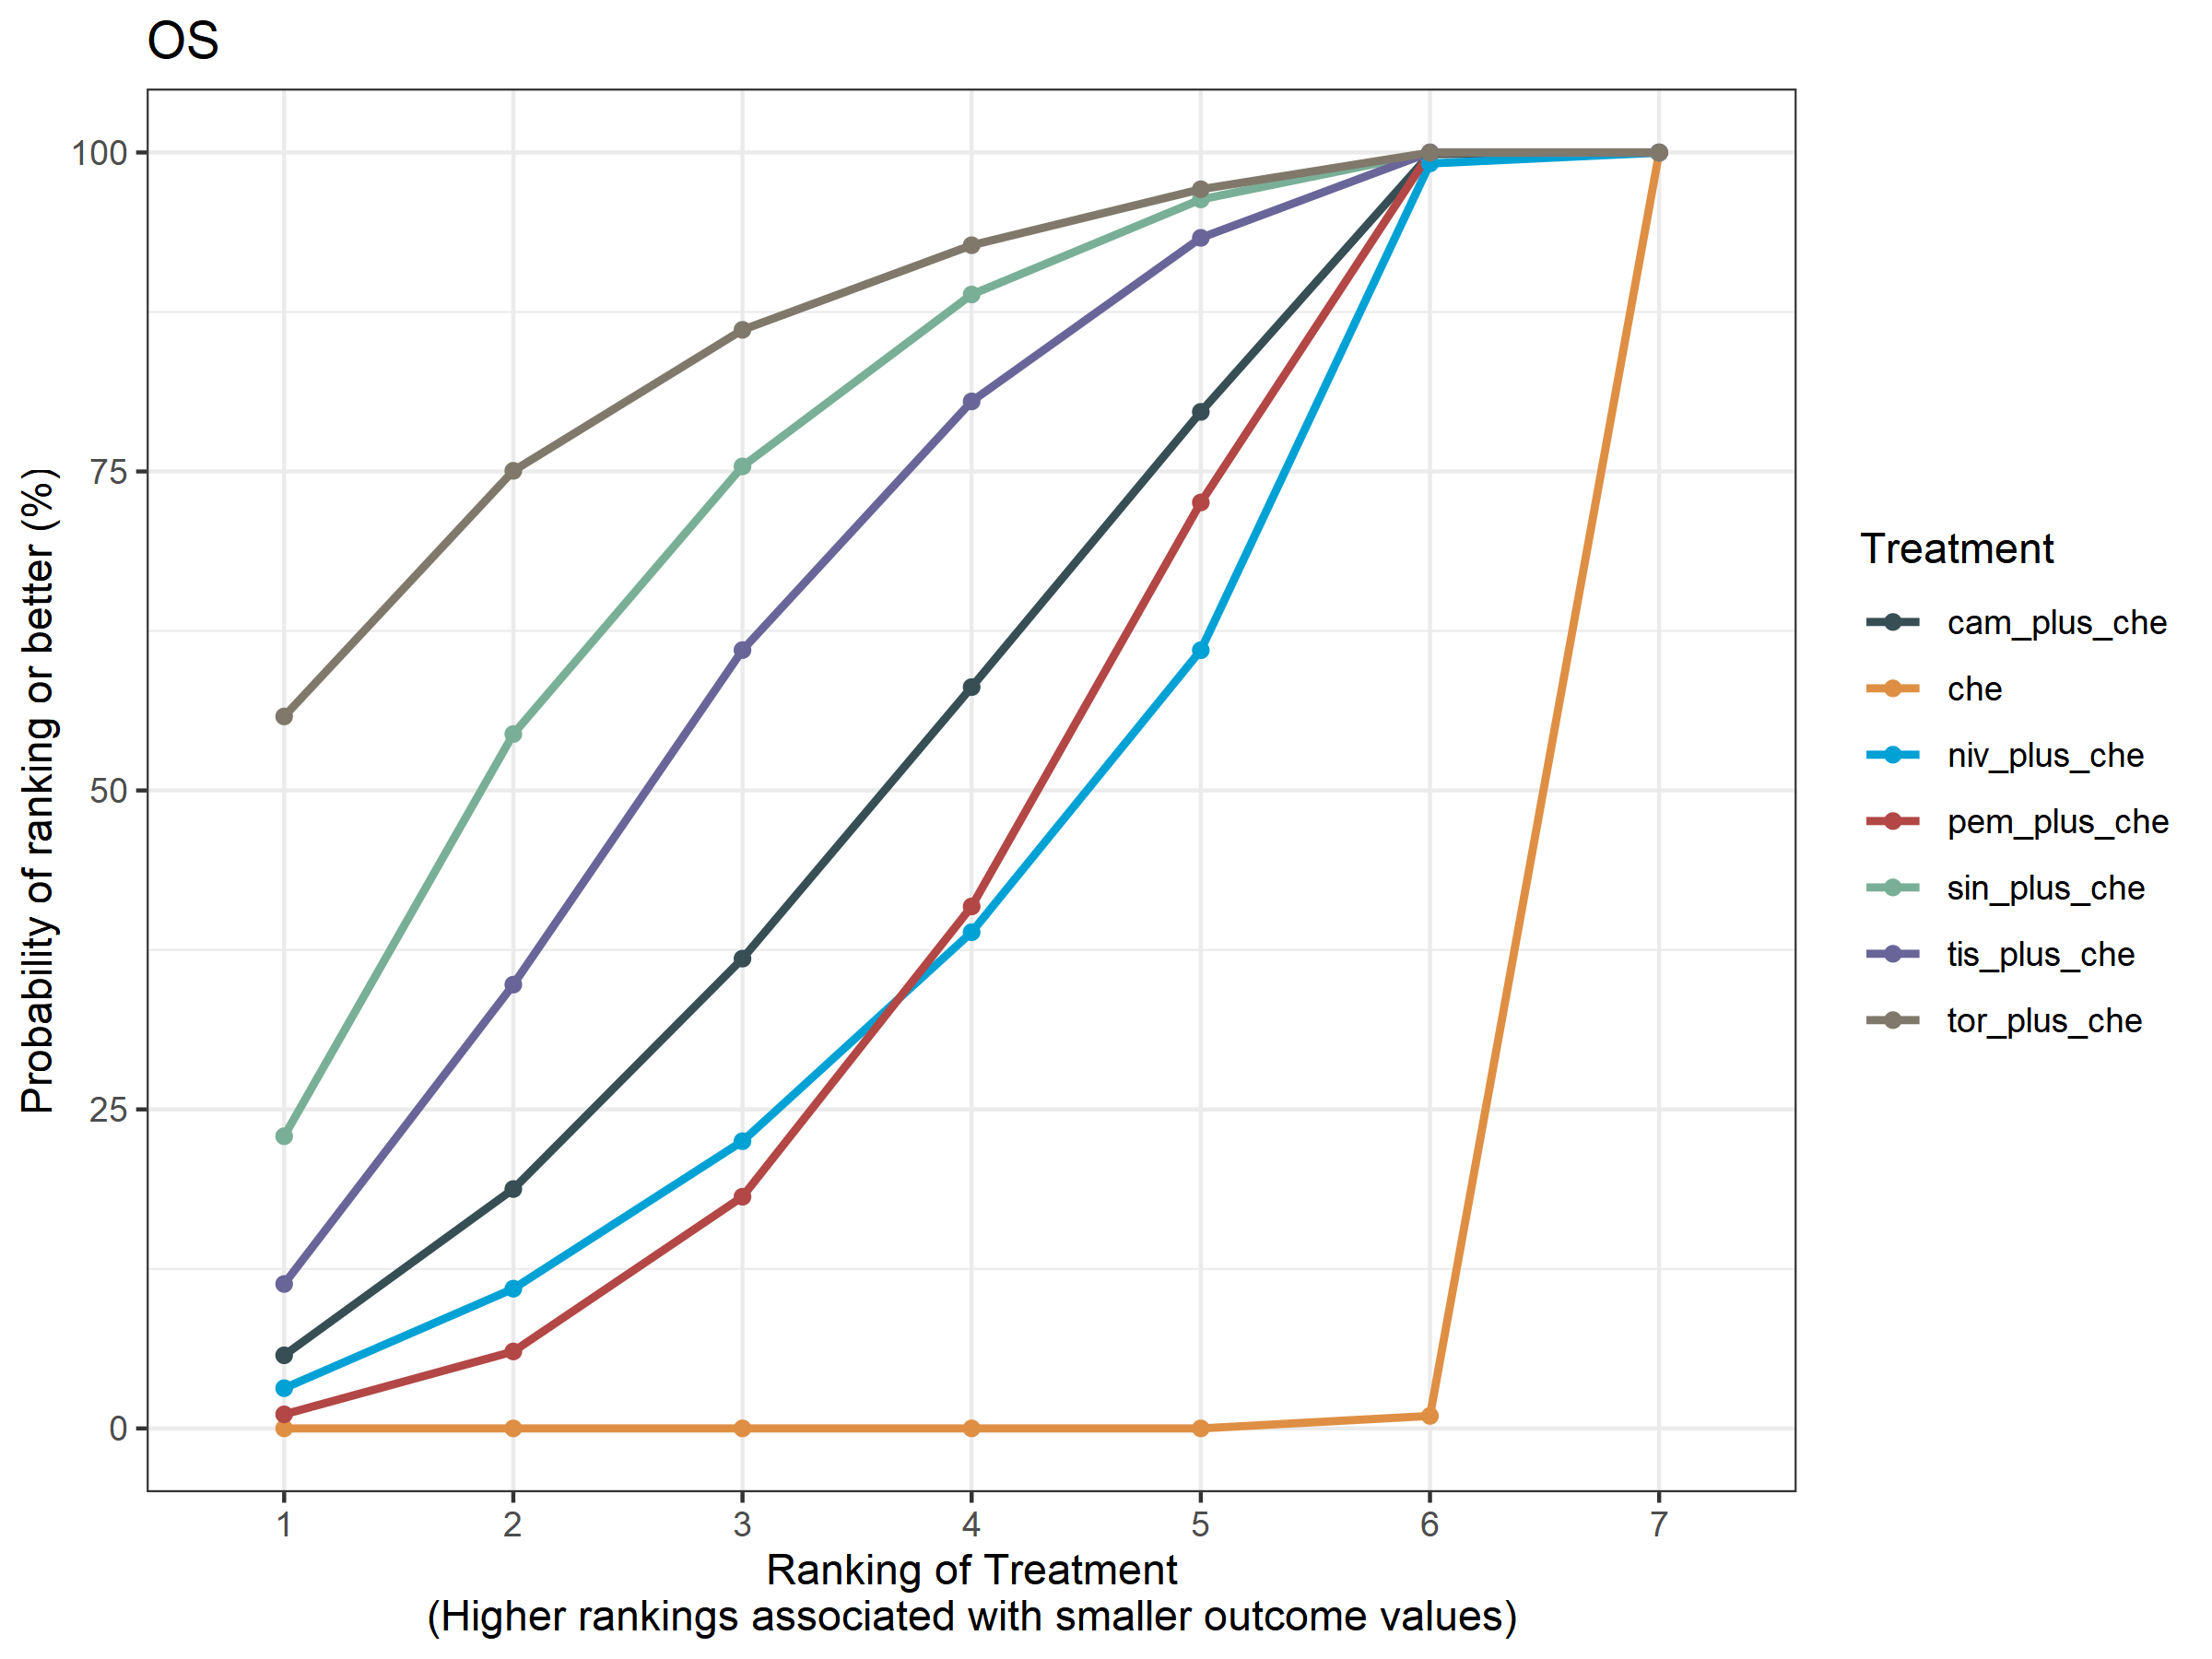 OS
100
75
50
25
0
Probability of ranking or better (%)
1 2 3 4 5 6 7
Ranking of Treatment
(Higher rankings associated with smaller outcome values)
Treatment
cam_plus_che
che
niv_plus_che
pem_plus_che
sin_plus_che
tis_plus_che
tor_plus_che